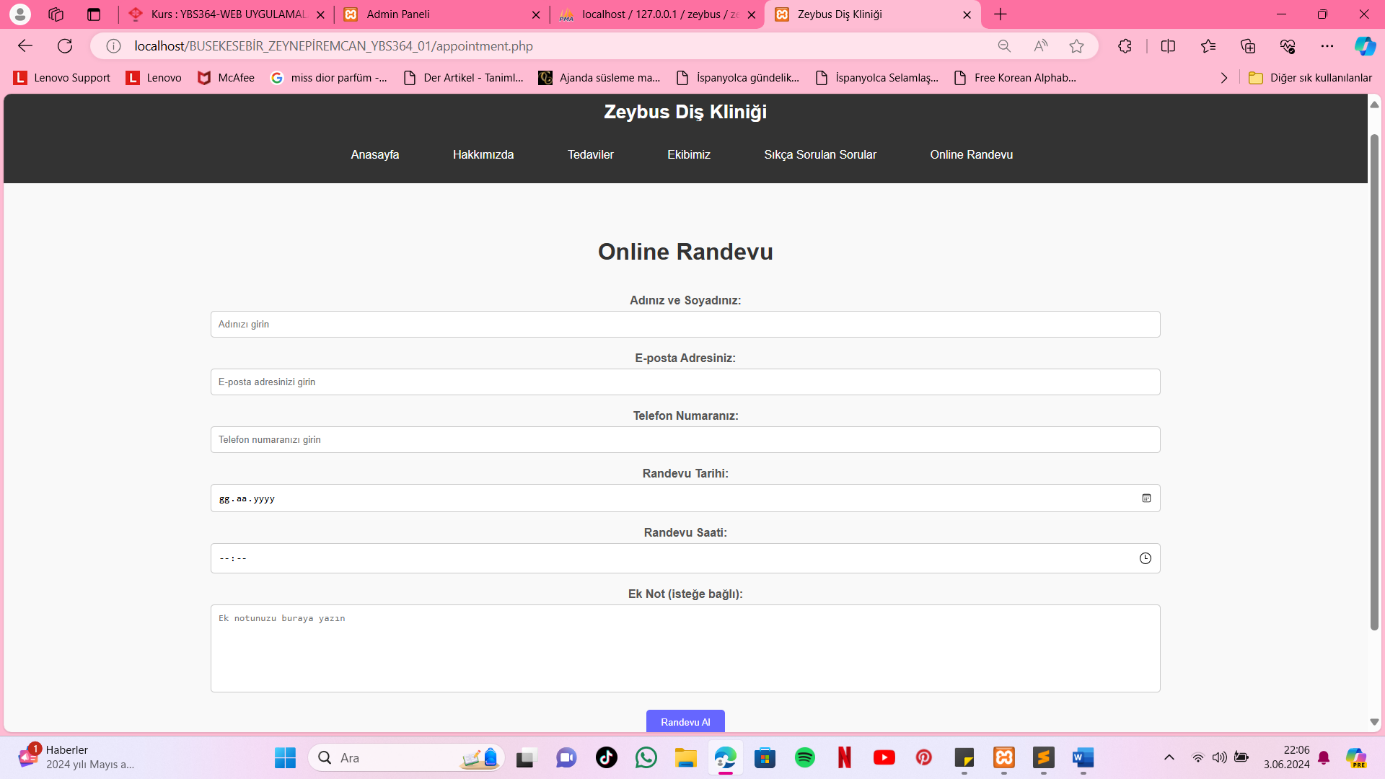 Kurs : YBS364-WEB UYGULAMAL
Admin Paneli
localhost / 127.0.0.1 / zeybus / ze
Zeybus Diş Kliniği
localhost/BUSEKESEBİR_ZEYNEPİREMCAN_YBS364_01/appointment.php
Lenovo Support
Lenovo
McAfee
miss dior parfüm -...
Der Artikel - Tanıml...
Ajanda süsleme ma...
İspanyolca gündelik...
İspanyolca Selamlaş...
Free Korean Alphab...
Diğer sık kullanılanlar
Zeybus Diş Kliniği
Anasayfa
Hakkımızda
Tedaviler
Ekibimiz
Sıkça Sorulan Sorular
Online Randevu
Online Randevu
Adınız ve Soyadınız:
Adınızı girin
E-posta Adresiniz:
E-posta adresinizi girin
Telefon Numaranız:
Telefon numaranızı girin
Randevu Tarihi:
gg.aa.yyyy
Randevu Saati:
--:--
Ek Not (isteğe bağlı):
Ek notunuzu buraya yazın
Randevu Al
1
Haberler
2024 yılı Mayıs a...
Ara
22:06
3.06.2024
PRE